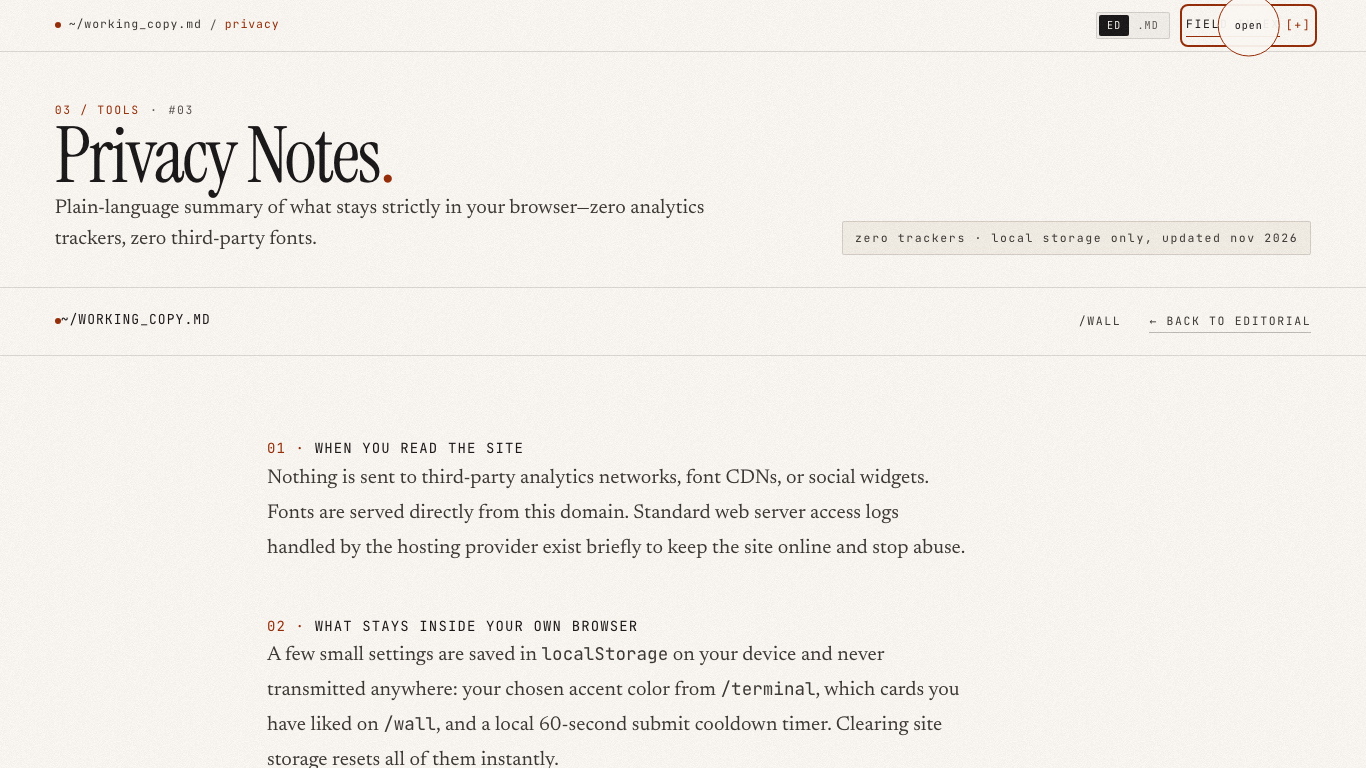 ~/working_copy.md / privacy
ED .MD
open [+]
03 / TOOLS · #03
Privacy Notes.
Plain-language summary of what stays strictly in your browser—zero analytics
trackers, zero third-party fonts.
zero trackers · local storage only, updated nov 2026
~/WORKING_COPY.MD
/WALL ← BACK TO EDITORIAL
01 · WHEN YOU READ THE SITE
Nothing is sent to third-party analytics networks, font CDNs, or social widgets.
Fonts are served directly from this domain. Standard web server access logs
handled by the hosting provider exist briefly to keep the site online and stop abuse.
02 · WHAT STAYS INSIDE YOUR OWN BROWSER
A few small settings are saved in localStorage on your device and never
transmitted anywhere: your chosen accent color from /terminal, which cards you
have liked on /wall, and a local 60-second submit cooldown timer. Clearing site
storage resets all of them instantly.